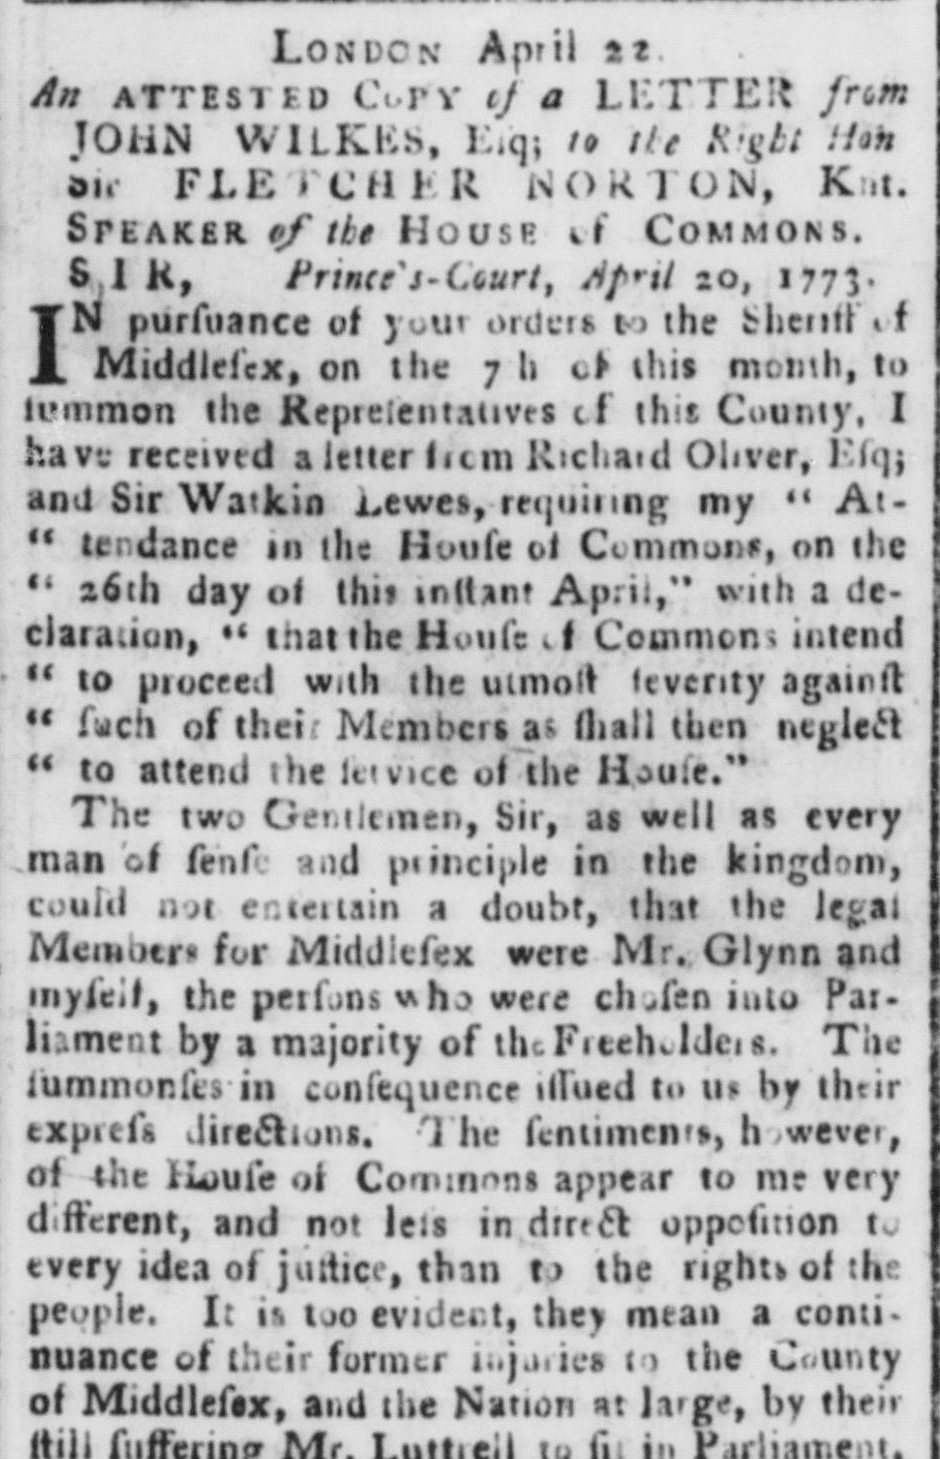 LONDON April 22.
An ATTESTED COPY of a LETTER from
JOHN WILKES, Esq; to the Right Hon
Sir FLETCHER NORTON, Knt.
SPEAKER of the HOUSE of COMMONS.
SIR, Prince's-Court, April 20, 1773.
IN purſuance of your orders to the Sheriff of
Middleſex, on the 7th of this month, to
ſummon the Repreſentatives of this County, I
have received a letter from Richard Oliver, Eſq;
and Sir Watkin Lewes, requiring my “ At-
“ tendance in the Houſe of Commons, on the
“ 26th day of this inſtant April,” with a de-
claration, “ that the Houſe of Commons intend
“ to proceed with the utmoſt ſeverity againſt
“ ſuch of their Members as ſhall then neglect
“ to attend the ſervice of the Houſe.”
The two Gentlemen, Sir, as well as every
man of ſenſe and principle in the kingdom,
could not entertain a doubt, that the legal
Members for Middleſex were Mr. Glynn and
myſelf, the perſons who were choſen into Par-
liament by a majority of the Freeholders. The
ſummonſes in conſequence iſſued to us by their
expreſs directions. The ſentiments, however,
of the Houſe of Commons appear to me very
different, and not leſs in direct oppoſition to
every idea of juſtice, than to the rights of the
people. It is too evident, they mean a conti-
nuance of their former injuries to the County
of Middleſex, and the Nation at large, by their
ſtill ſuffering Mr. Luttrell to ſit in Parliament,